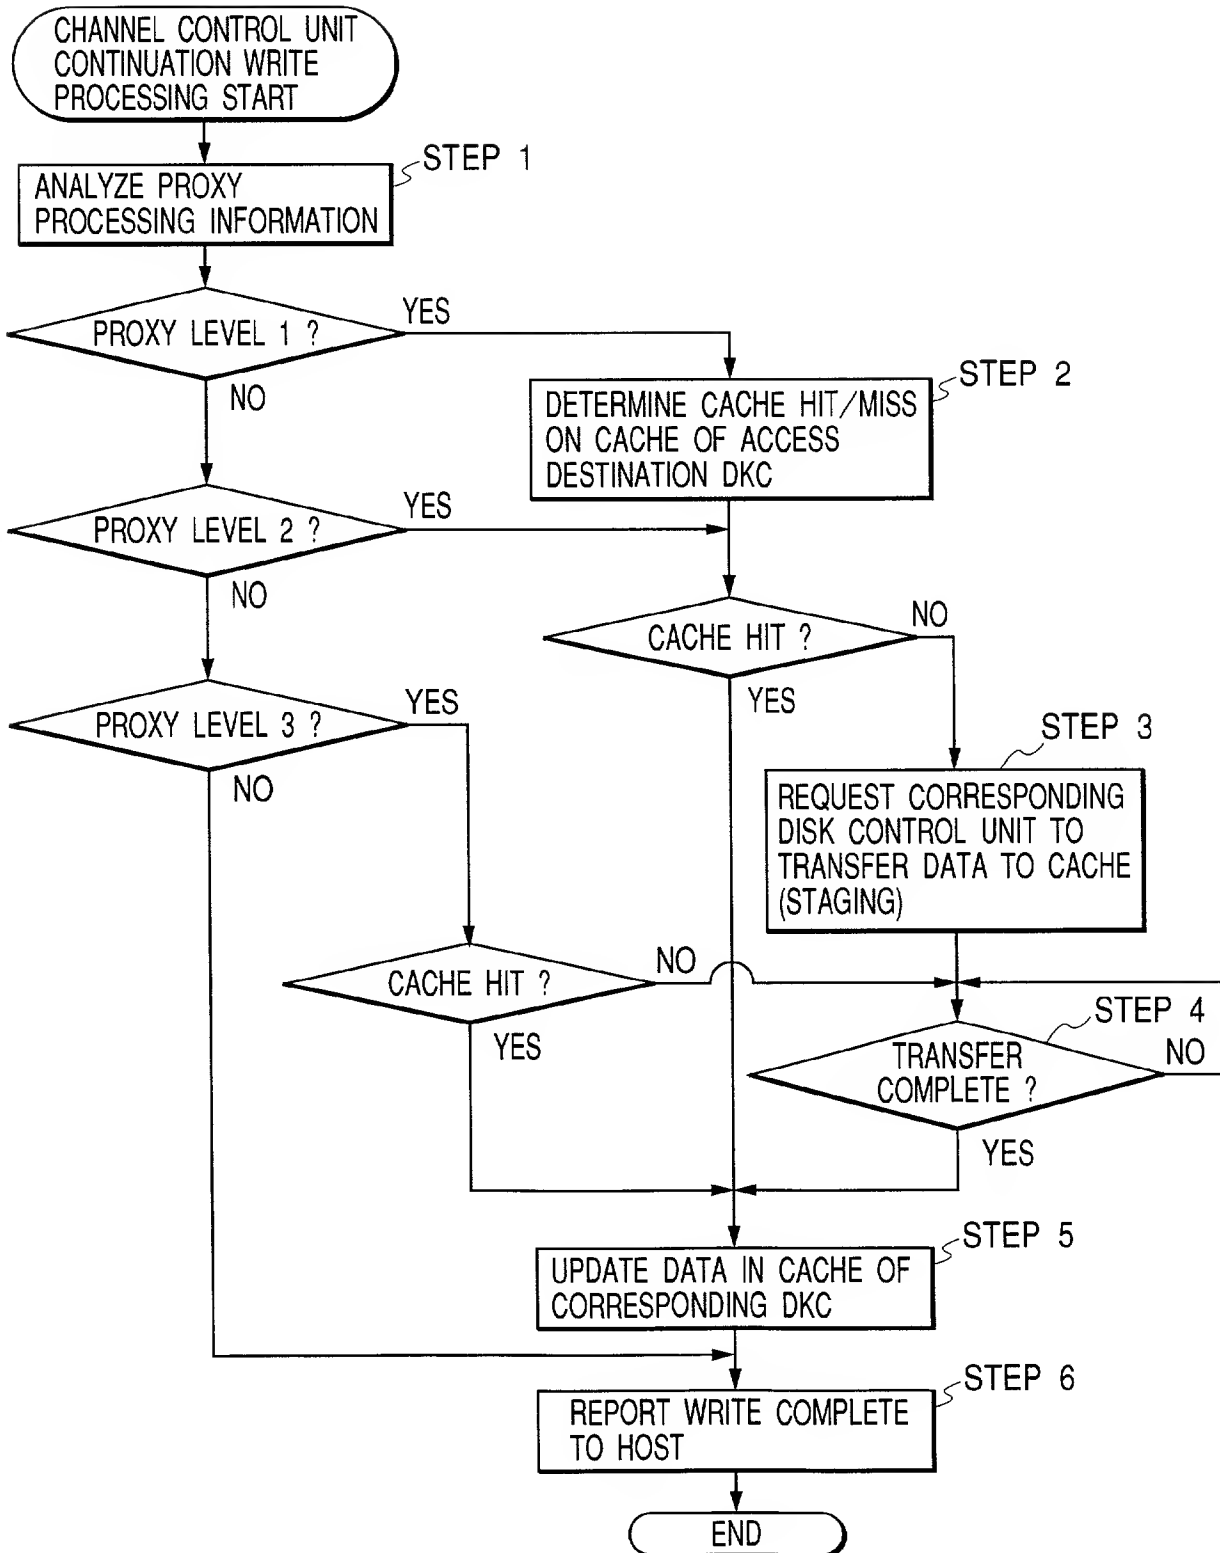 CHANNEL CONTROL UNIT
CONTINUATION WRITE
PROCESSING START
STEP 1
ANALYZE PROXY
PROCESSING INFORMATION
PROXY LEVEL 1 ?
YES
NO
STEP 2
DETERMINE CACHE HIT/MISS
ON CACHE OF ACCESS
DESTINATION DKC
PROXY LEVEL 2 ?
YES
NO
CACHE HIT ?
NO
YES
PROXY LEVEL 3 ?
YES
NO
STEP 3
REQUEST CORRESPONDING
DISK CONTROL UNIT TO
TRANSFER DATA TO CACHE
(STAGING)
CACHE HIT ?
NO
YES
STEP 4
TRANSFER
COMPLETE ?
NO
YES
STEP 5
UPDATE DATA IN CACHE OF
CORRESPONDING DKC
STEP 6
REPORT WRITE COMPLETE
TO HOST
END